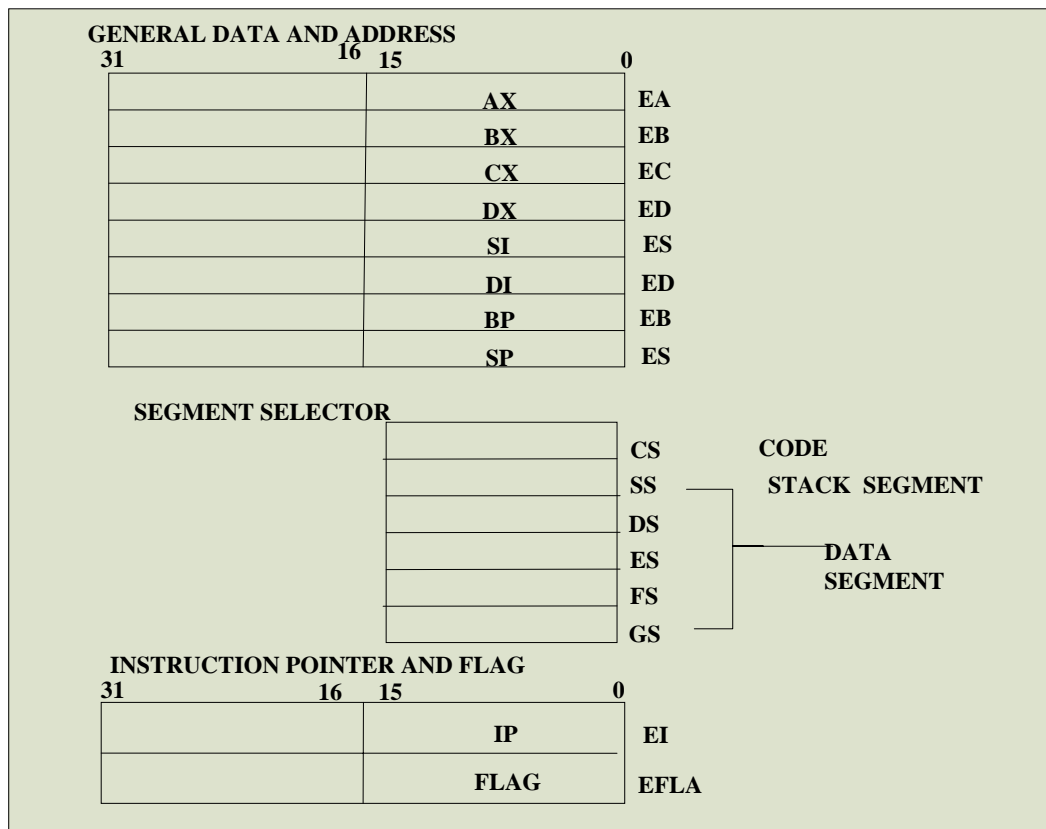 GENERAL DATA AND ADDRESS
31 16 15 0
AX EA
BX EB
CX EC
DX ED
SI ES
DI ED
BP EB
SP ES
SEGMENT SELECTOR
CS CODE
SS STACK SEGMENT
DS
ES DATA
SEGMENT
FS
GS
INSTRUCTION POINTER AND FLAG
31 16 15 0
IP EI
FLAG EFLA